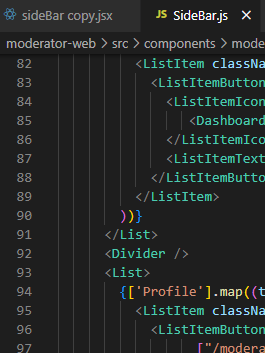 sideBar copy.jsx
JS SideBar.js
moderator-web > src > components > mode
82 <ListItem classNa
83 <ListItemButton
84 <ListItemIcon
85 <Dashboard
86 </ListItemIco
87 <ListItemText
88 </ListItemButto
89 </ListItem>
90 ))}
91 </List>
92 <Divider />
93 <List>
94 {['Profile'].map((t
95 <ListItem classNa
96 <ListItemButton
97 ["/modera